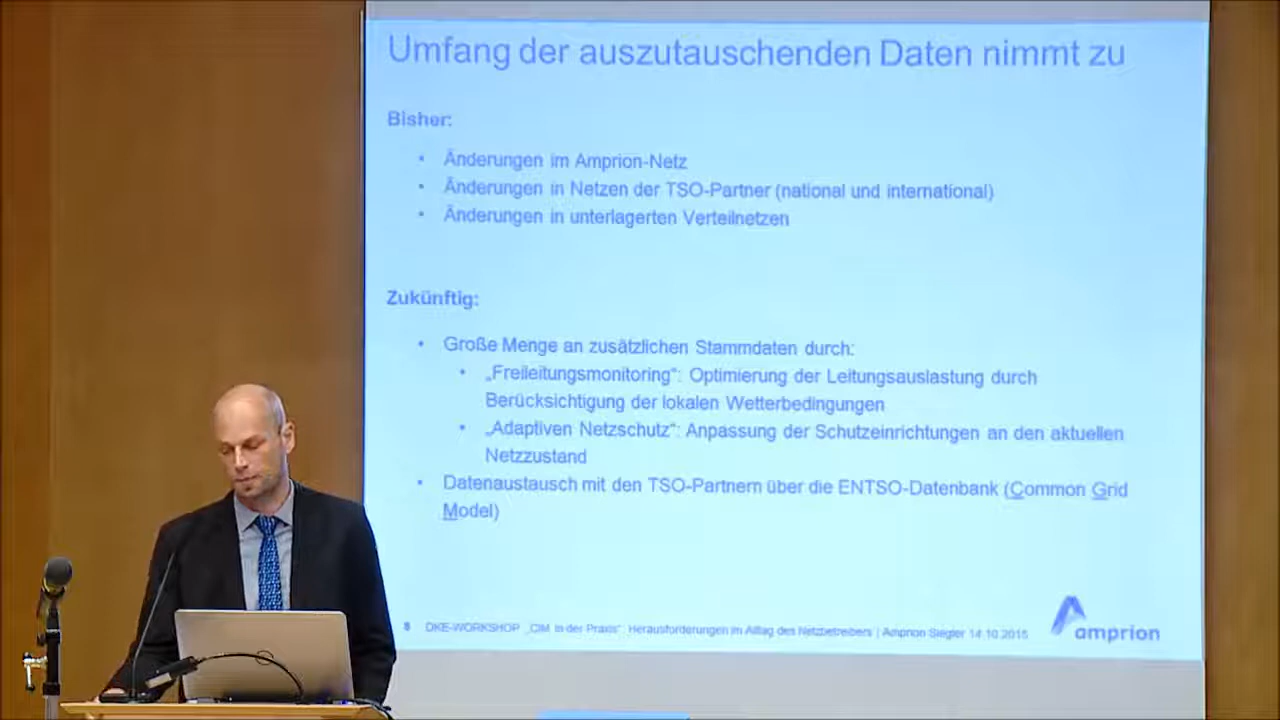 Umfang der auszutauschenden Daten nimmt zu
Bisher:
• Änderungen im Amprion-Netz
• Änderungen in Netzen der TSO-Partner (national und international)
• Änderungen in unterlagerten Verteilnetzen
Zukünftig:
• Große Menge an zusätzlichen Stammdaten durch:
• „Freileitungsmonitoring“: Optimierung der Leitungsauslastung durch
Berücksichtigung der lokalen Wetterbedingungen
• „Adaptiven Netzschutz“: Anpassung der Schutzeinrichtungen an den aktuellen
Netzzustand
• Datenaustausch mit den TSO-Partnern über die ENTSO-Datenbank (Common Grid
Model)
8 DKE-WORKSHOP „CIM in der Praxis“: Herausforderungen im Alltag des Netzbetreibers | Amprion Siegler 14.10.2015
amprion